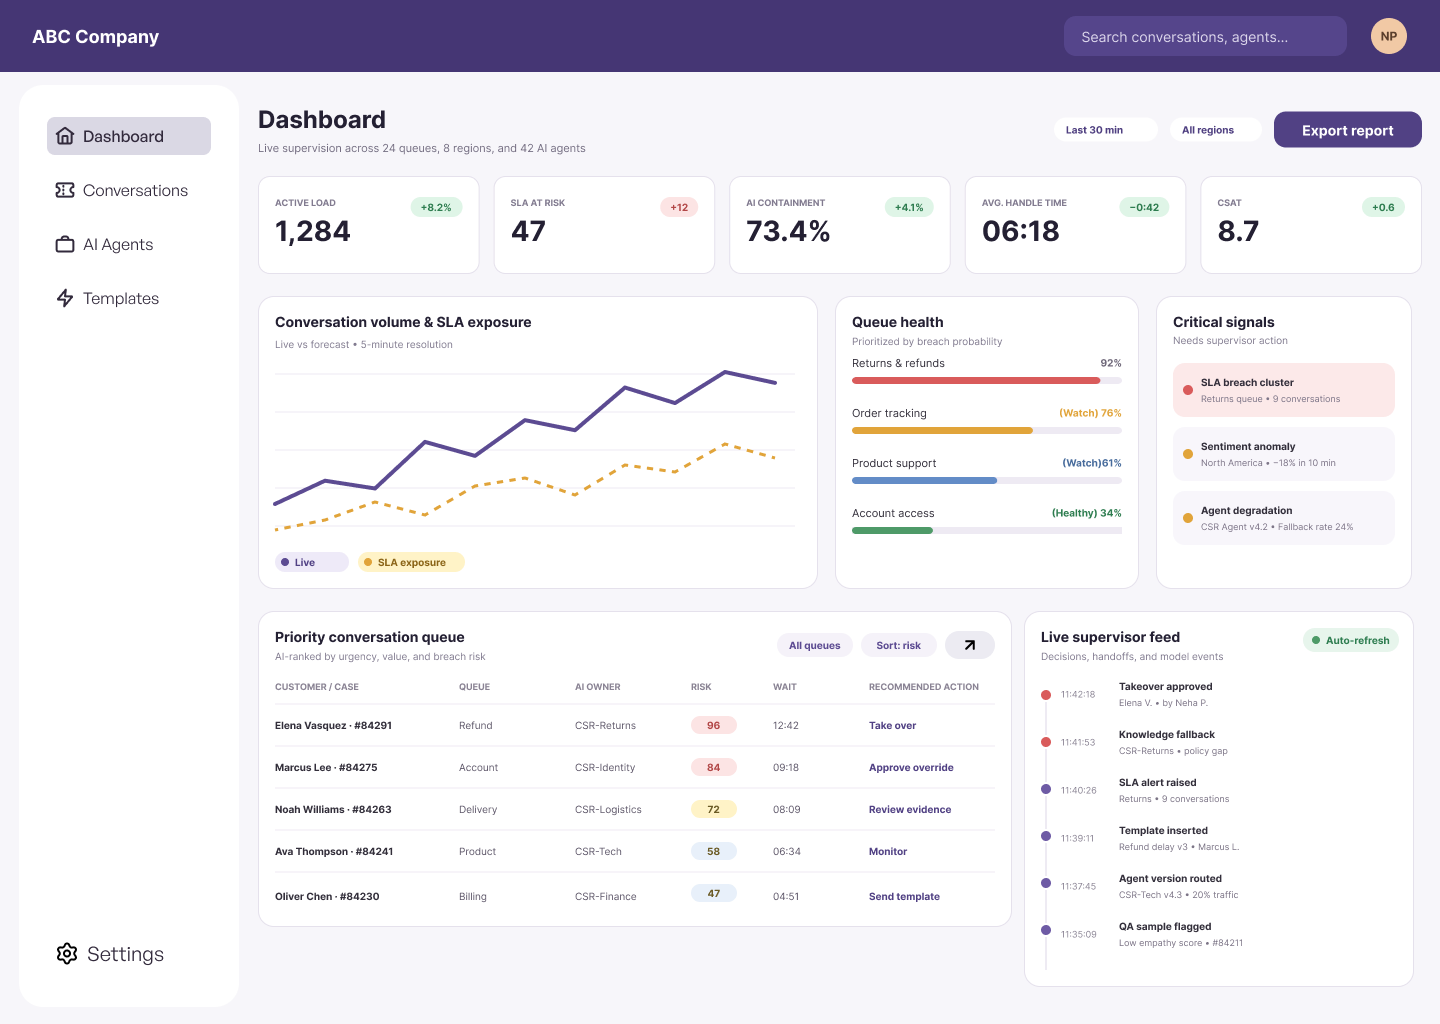 ABC Company
Search conversations, agents...
NP
Dashboard
Conversations
AI Agents
Templates
Settings
Dashboard
Live supervision across 24 queues, 8 regions, and 42 AI agents
Last 30 min
All regions
Export report
ACTIVE LOAD
+8.2%
1,284
SLA AT RISK
+12
47
AI CONTAINMENT
+4.1%
73.4%
AVG. HANDLE TIME
−0:42
06:18
CSAT
+0.6
8.7
Conversation volume & SLA exposure
Live vs forecast • 5-minute resolution
Live
SLA exposure
Queue health
Prioritized by breach probability
Returns & refunds 92%
Order tracking (Watch) 76%
Product support (Watch)61%
Account access (Healthy) 34%
Critical signals
Needs supervisor action
SLA breach cluster
Returns queue • 9 conversations
Sentiment anomaly
North America • −18% in 10 min
Agent degradation
CSR Agent v4.2 • Fallback rate 24%
Priority conversation queue
AI-ranked by urgency, value, and breach risk
All queues
Sort: risk
CUSTOMER / CASE QUEUE AI OWNER RISK WAIT RECOMMENDED ACTION
Elena Vasquez · #84291 Refund CSR-Returns 96 12:42 Take over
Marcus Lee · #84275 Account CSR-Identity 84 09:18 Approve override
Noah Williams · #84263 Delivery CSR-Logistics 72 08:09 Review evidence
Ava Thompson · #84241 Product CSR-Tech 58 06:34 Monitor
Oliver Chen · #84230 Billing CSR-Finance 47 04:51 Send template
Live supervisor feed
Auto-refresh
Decisions, handoffs, and model events
11:42:18 Takeover approved
Elena V. • by Neha P.
11:41:53 Knowledge fallback
CSR-Returns • policy gap
11:40:26 SLA alert raised
Returns • 9 conversations
11:39:11 Template inserted
Refund delay v3 • Marcus L.
11:37:45 Agent version routed
CSR-Tech v4.3 • 20% traffic
11:35:09 QA sample flagged
Low empathy score • #84211